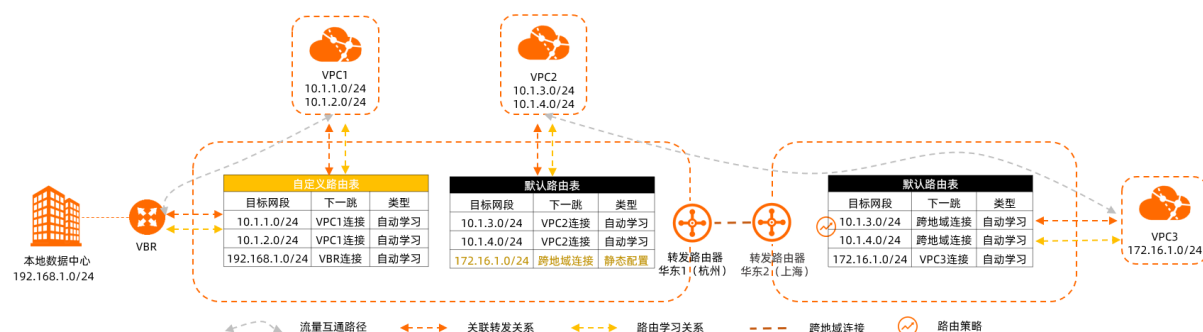 VPC1
10.1.1.0/24
10.1.2.0/24
VPC2
10.1.3.0/24
10.1.4.0/24
自定义路由表
目标网段 下一跳 类型
10.1.1.0/24 VPC1连接 自动学习
10.1.2.0/24 VPC1连接 自动学习
192.168.1.0/24 VBR连接 自动学习
默认路由表
目标网段 下一跳 类型
10.1.3.0/24 VPC2连接 自动学习
10.1.4.0/24 VPC2连接 自动学习
172.16.1.0/24 跨地域连接 静态配置
默认路由表
目标网段 下一跳 类型
10.1.3.0/24 跨地域连接 自动学习
10.1.4.0/24 跨地域连接 自动学习
172.16.1.0/24 VPC3连接 自动学习
本地数据中心
192.168.1.0/24
VBR
转发路由器
华东1（杭州）
转发路由器
华东2（上海）
VPC3
172.16.1.0/24
流量互通路径 关联转发关系 路由学习关系 跨地域连接 路由策略